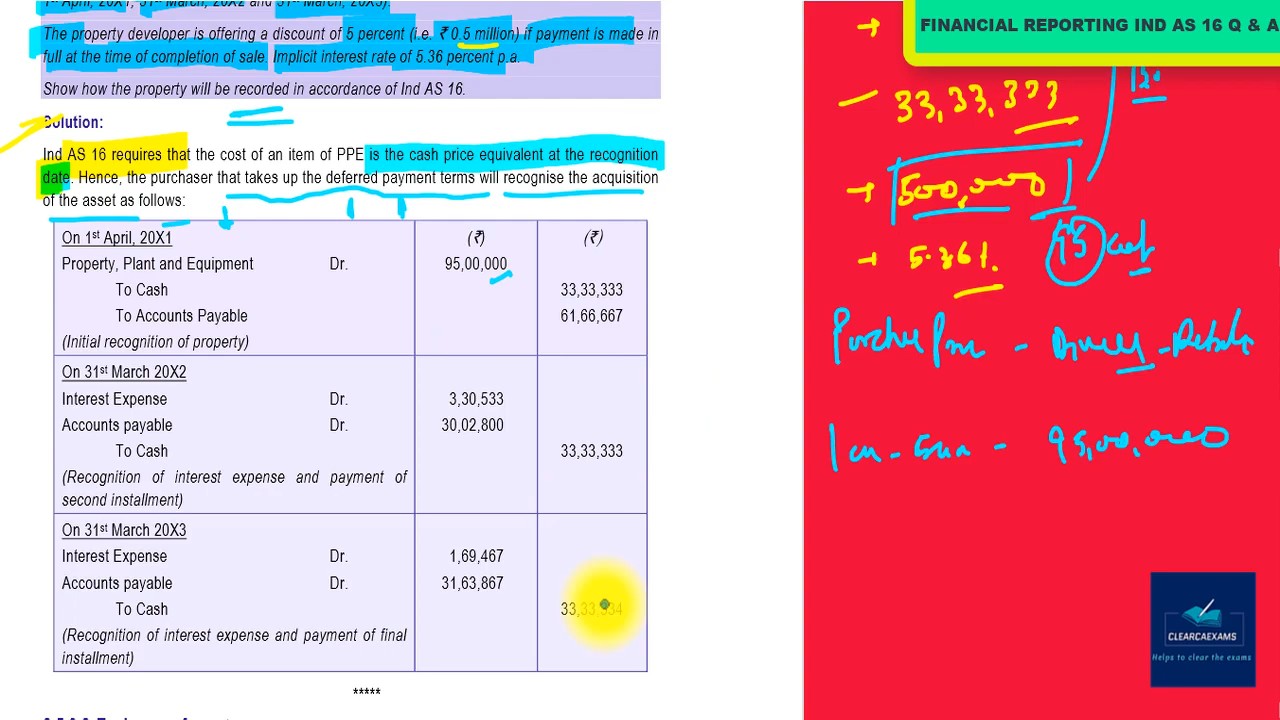 1st April, 20X1, 31st March, 20X2 and 31st March, 20X3).
The property developer is offering a discount of 5 percent (i.e. ₹ 0.5 million) if payment is made in
full at the time of completion of sale. Implicit interest rate of 5.36 percent p.a.
Show how the property will be recorded in accordance of Ind AS 16.
Solution:
Ind AS 16 requires that the cost of an item of PPE is the cash price equivalent at the recognition
date. Hence, the purchaser that takes up the deferred payment terms will recognise the acquisition
of the asset as follows:
On 1st April, 20X1 (₹) (₹)
Property, Plant and Equipment Dr. 95,00,000
To Cash 33,33,333
To Accounts Payable 61,66,667
(Initial recognition of property)
On 31st March 20X2
Interest Expense Dr. 3,30,533
Accounts payable Dr. 30,02,800
To Cash 33,33,333
(Recognition of interest expense and payment of
second installment)
On 31st March 20X3
Interest Expense Dr. 1,69,467
Accounts payable Dr. 31,63,867
To Cash 33,33,334
(Recognition of interest expense and payment of final
installment)
*****
FINANCIAL REPORTING IND AS 16 Q & A
33,33,333
500,000
5.36%
95
Purchase Price -
- 95,00,000
CLEARCAEXAMS
Helps to clear the exams